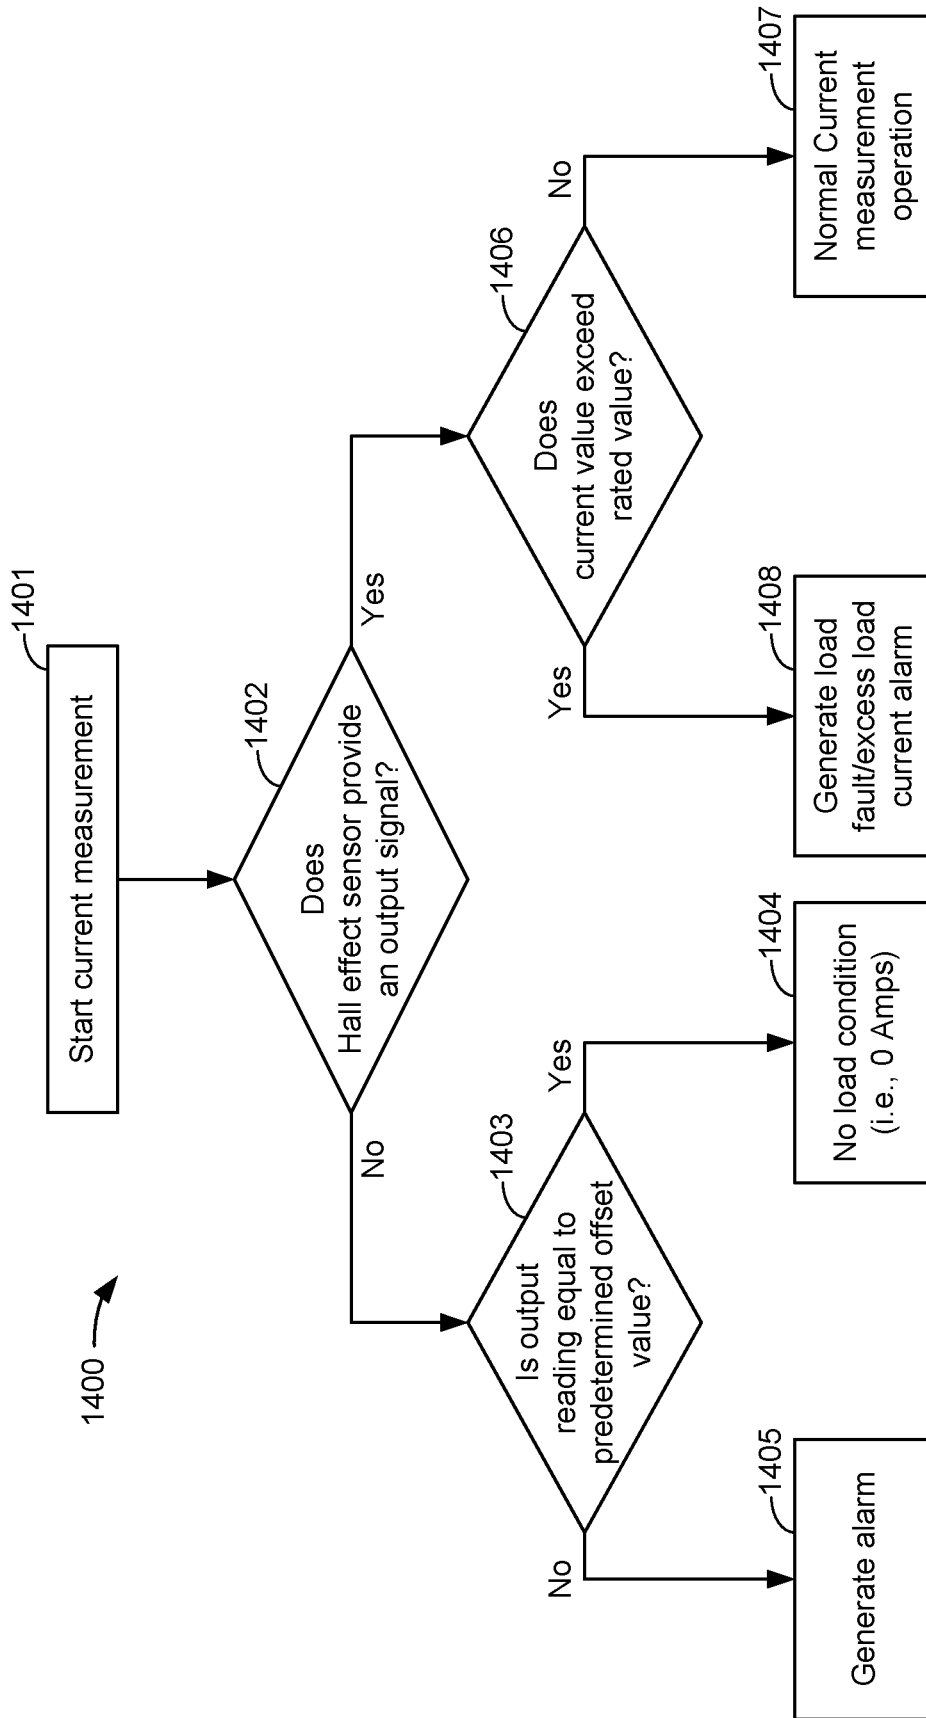 1400
1401
Start current measurement
1402
Does
Hall effect sensor provide
an output signal?
No
Yes
1403
Is output
reading equal to
predetermined offset
value?
No
Yes
1406
Does
current value exceed
rated value?
Yes
No
1405
Generate alarm
1404
No load condition
(i.e., 0 Amps)
1408
Generate load
fault/excess load
current alarm
1407
Normal Current
measurement
operation